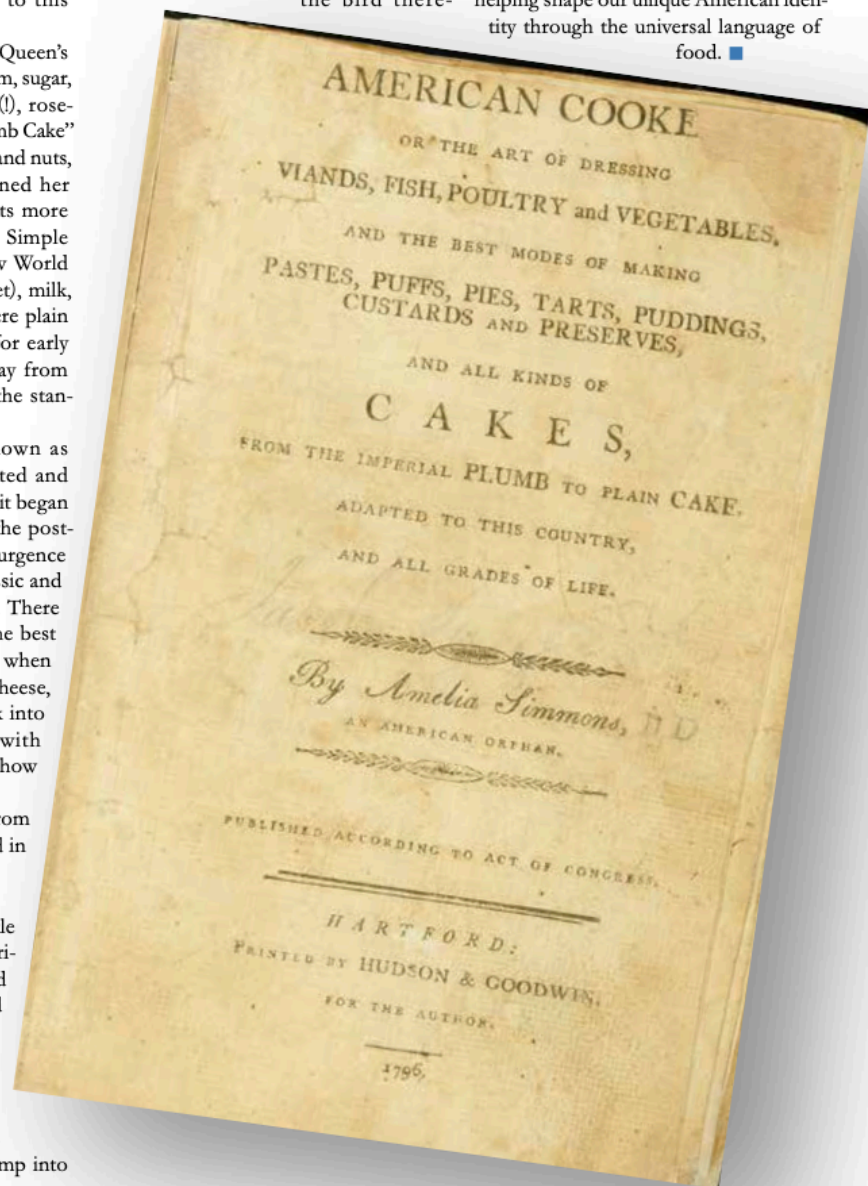 to this
Queen's
m, sugar,
(!), rose-
mb Cake"
and nuts,
ned her
ts more
Simple
w World
et), milk,
ere plain
for early
ay from
the stan-
own as
ted and
it began
he post-
urgence
sic and
There
he best
when
heese,
k into
with
how
rom
l in
le
ri-
d
l
mp into
the bird there-
helping shape our unique American iden-
tity through the universal language of
food.
AMERICAN COOKE
OR THE ART OF DRESSING
VIANDS, FISH, POULTRY and VEGETABLES,
AND THE BEST MODES OF MAKING
PASTES, PUFFS, PIES, TARTS, PUDDINGS,
CUSTARDS AND PRESERVES,
AND ALL KINDS OF
CAKES,
FROM THE IMPERIAL PLUMB TO PLAIN CAKE.
ADAPTED TO THIS COUNTRY,
AND ALL GRADES OF LIFE.
By Amelia Simmons,
AN AMERICAN ORPHAN.
PUBLISHED ACCORDING TO ACT OF CONGRESS.
HARTFORD:
PRINTED BY HUDSON & GOODWIN,
FOR THE AUTHOR.
1796.